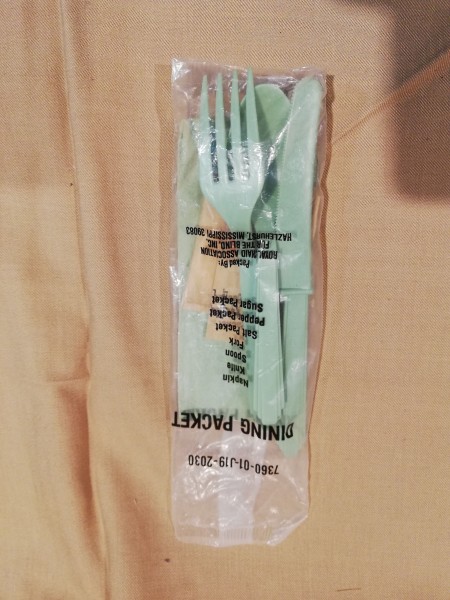 7360-01-J19-2030
DINING PACKET
Napkin
Knife
Spoon
Fork
Salt Packet
Pepper Packet
Sugar Packet
Packed By:
ROYALMAID ASSOCIATION
FOR THE BLIND, INC.
HAZLEHURST, MISSISSIPPI 39083